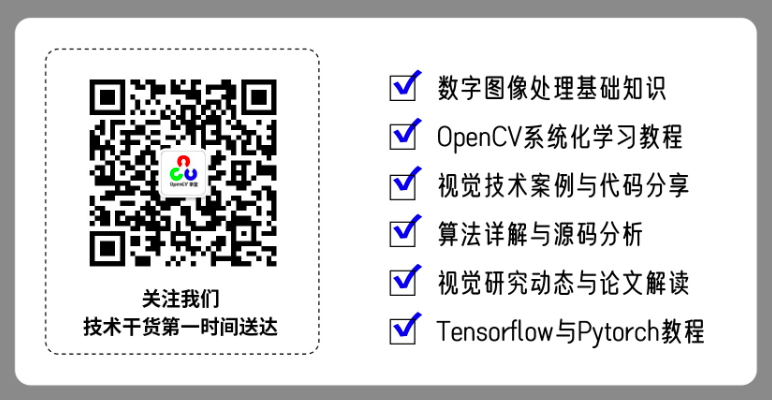 OpenCV 学堂
关注我们
技术干货第一时间送达
数字图像处理基础知识
OpenCV系统化学习教程
视觉技术案例与代码分享
算法详解与源码分析
视觉研究动态与论文解读
Tensorflow与Pytorch教程